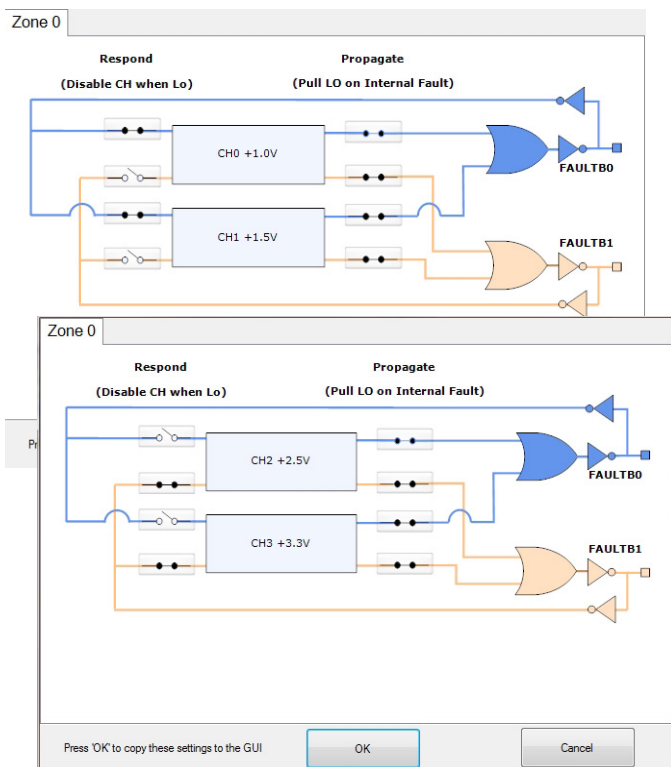 Zone 0
Respond
Propagate
(Disable CH when Lo)
(Pull LO on Internal Fault)
CH0 +1.0V
FAULTB0
CH1 +1.5V
FAULTB1
Zone 0
Respond
Propagate
(Disable CH when Lo)
(Pull LO on Internal Fault)
Pr
CH2 +2.5V
FAULTB0
CH3 +3.3V
FAULTB1
Press 'OK' to copy these settings to the GUI
OK
Cancel